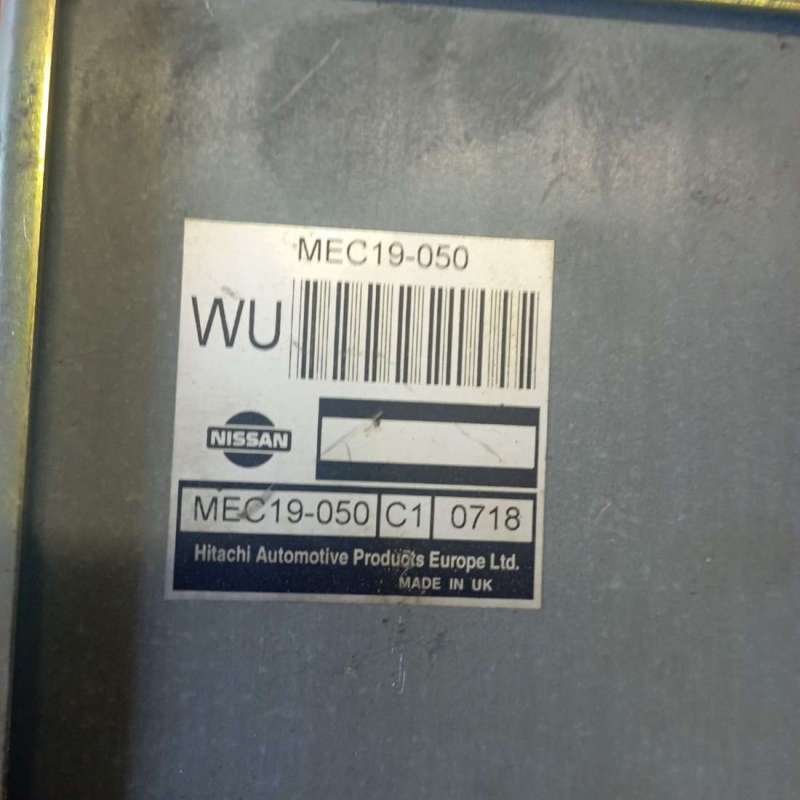 MEC19-050
WU
NISSAN
MEC19-050 C1 0718
Hitachi Automotive Products Europe Ltd.
MADE IN UK